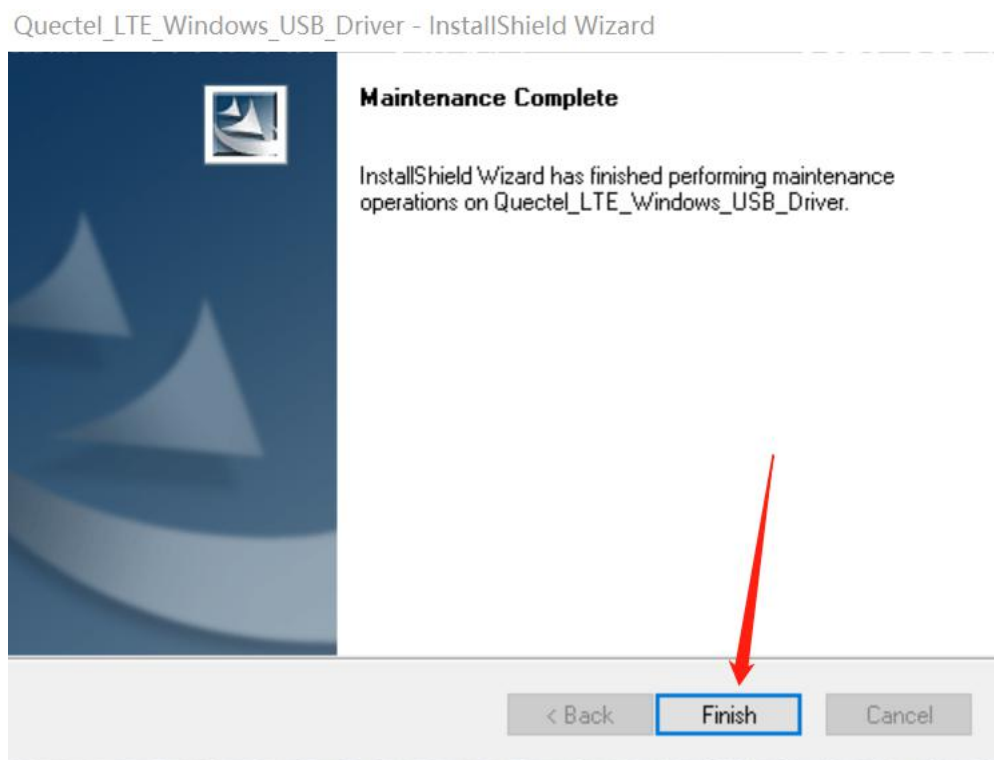 Quectel_LTE_Windows_USB_Driver - InstallShield Wizard
Maintenance Complete
InstallShield Wizard has finished performing maintenance
operations on Quectel_LTE_Windows_USB_Driver.
< Back
Finish
Cancel